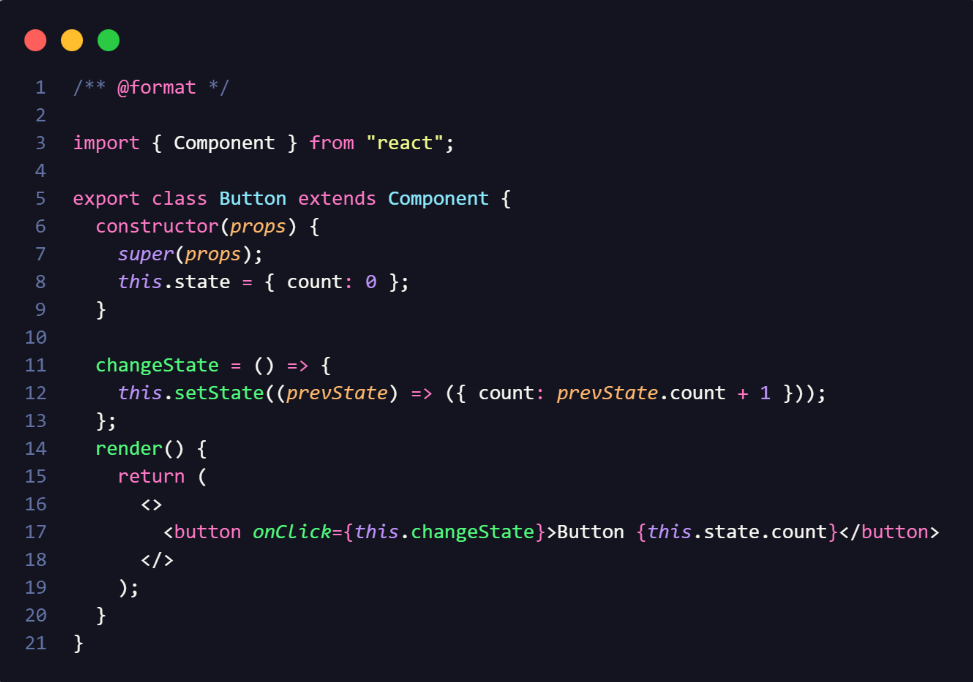 1 /** @format */
2
3 import { Component } from "react";
4
5 export class Button extends Component {
6   constructor(props) {
7     super(props);
8     this.state = { count: 0 };
9   }
10
11   changeState = () => {
12     this.setState((prevState) => ({ count: prevState.count + 1 }));
13   };
14   render() {
15     return (
16       <>
17         <button onClick={this.changeState}>Button {this.state.count}</button>
18       </>
19     );
20   }
21 }